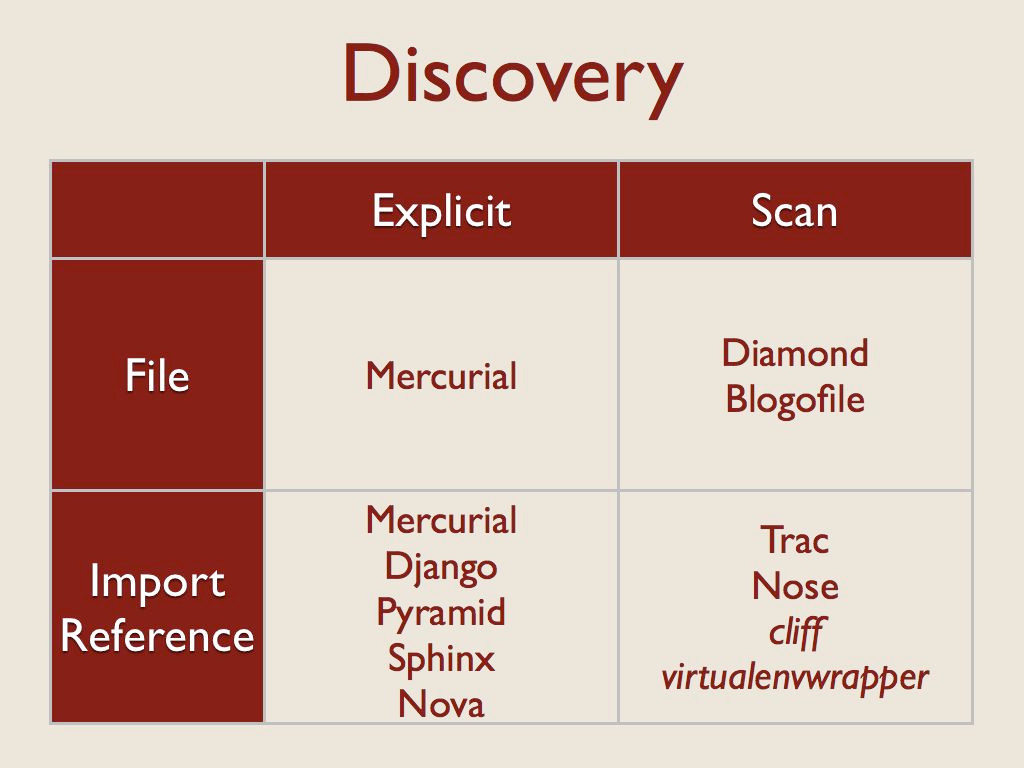 Discovery
Explicit
Scan
File
Mercurial
Diamond
Blogofile
Import
Reference
Mercurial
Django
Pyramid
Sphinx
Nova
Trac
Nose
cliff
virtualenvwrapper